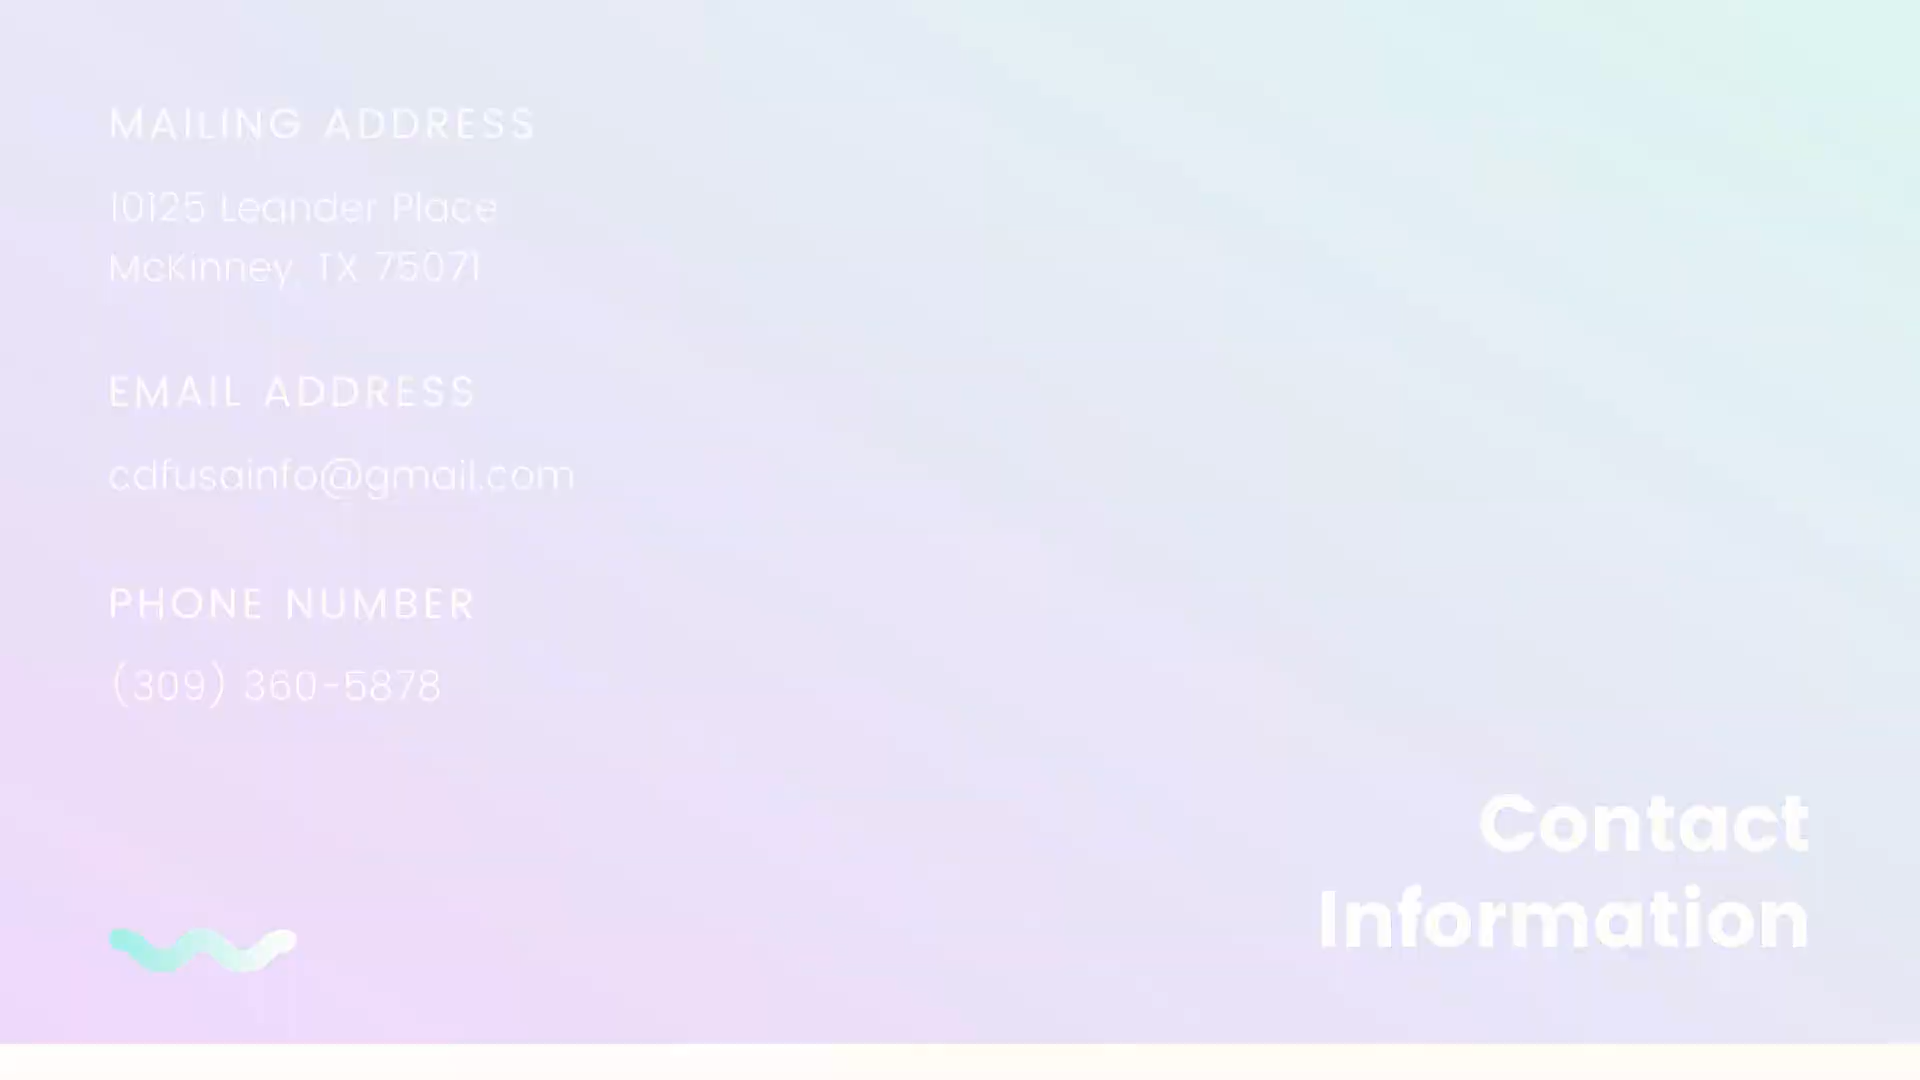 MAILING ADDRESS
10125 Leander Place
McKinney, TX 75071
EMAIL ADDRESS
cdfusainfo@gmail.com
PHONE NUMBER
(309) 360-5878
Contact
Information